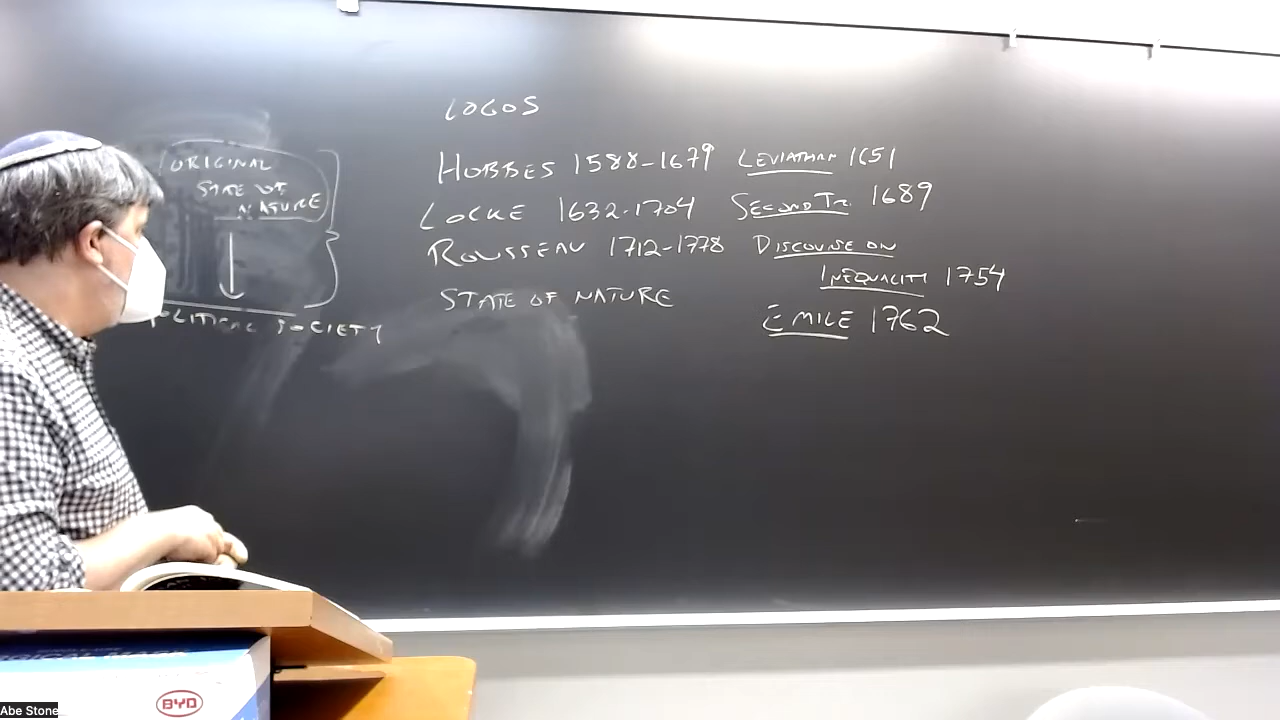 LOGOS
ORIGINAL
STATE OF
NATURE
POLITICAL SOCIETY
HOBBES 1588-1679 LEVIATHAN 1651
LOCKE 1632-1704 SECOND TR. 1689
ROUSSEAU 1712-1778 DISCOURSE ON
INEQUALITY 1754
STATE OF NATURE
EMILE 1762
BYD
Abe Stone